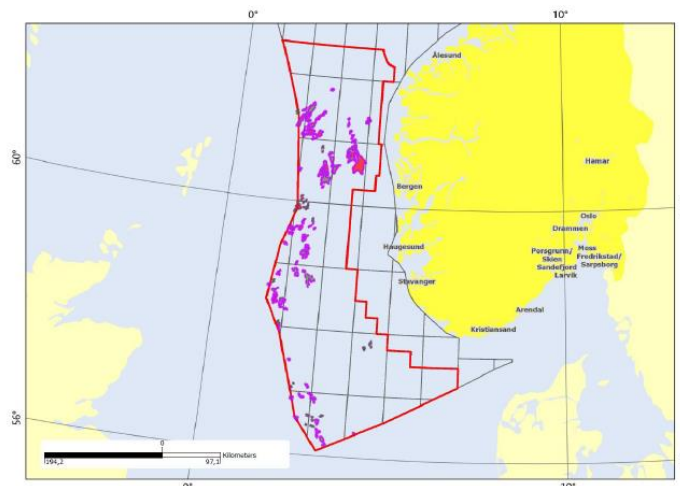 0°
10°
Ålesund
60°
Hamar
Bergen
Oslo
Drammen
Haugesund
Porsgrunn/
Skien
Moss
Fredrikstad/
Sarpsborg
Sandefjord
Larvik
Stavanger
Arendal
Kristiansand
56°
0
Kilometers
194,2
97,1